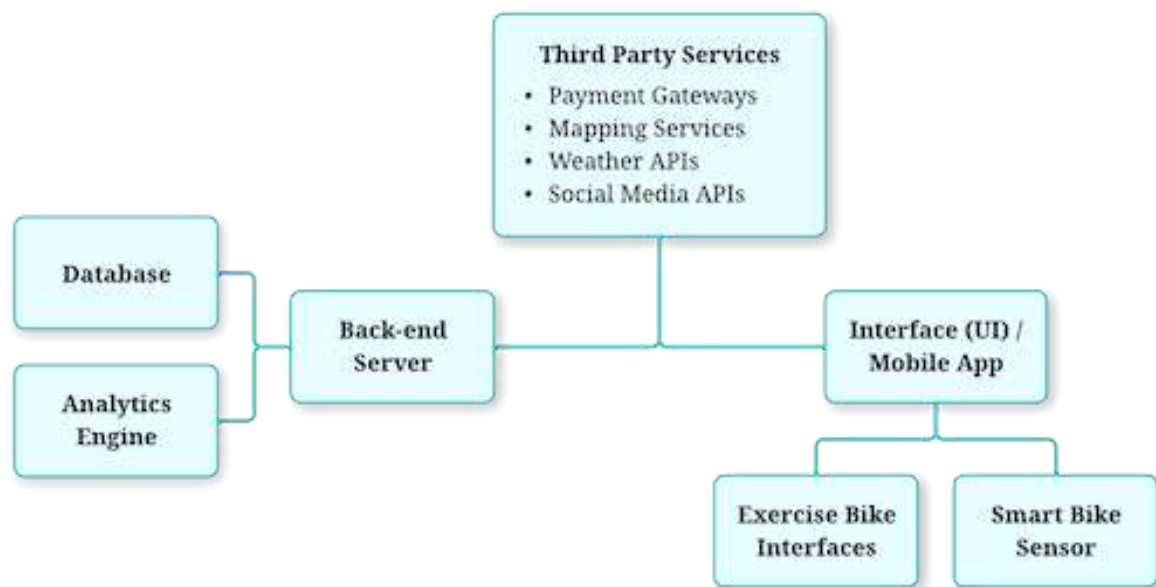 Third Party Services
• Payment Gateways
• Mapping Services
• Weather APIs
• Social Media APIs
Database
Back-end
Server
Interface (UI) /
Mobile App
Analytics
Engine
Exercise Bike
Interfaces
Smart Bike
Sensor